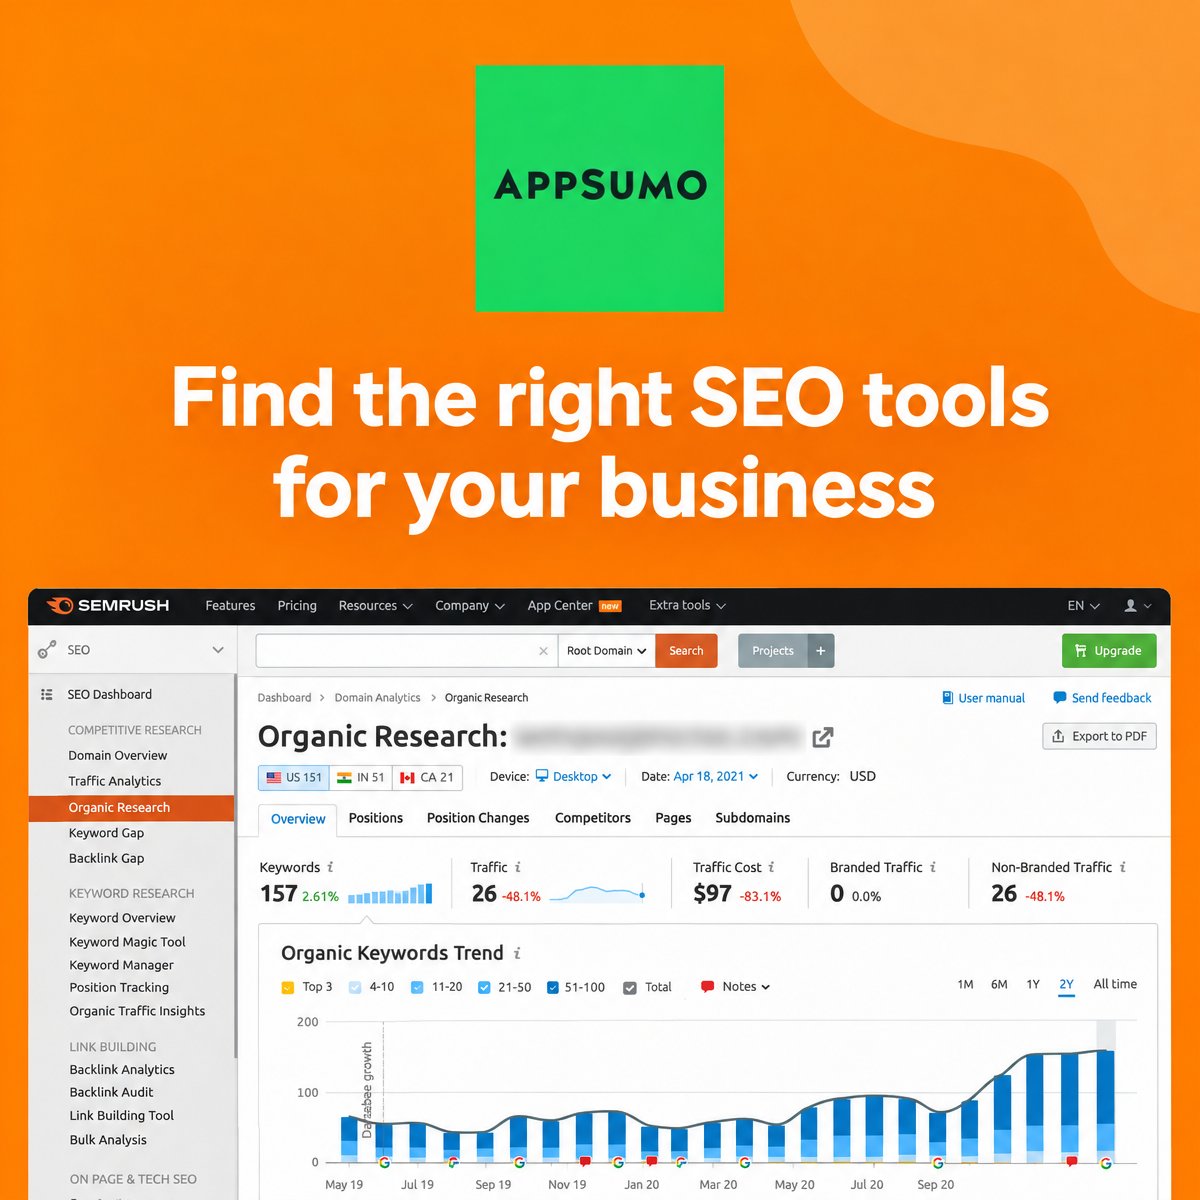 APPSUMO
Find the right SEO tools
for your business
SEMRUSH Features Pricing Resources Company App Center new Extra tools EN
SEO Root Domain Search Projects + Upgrade
SEO Dashboard
COMPETITIVE RESEARCH
Domain Overview
Traffic Analytics
Organic Research
Keyword Gap
Backlink Gap
KEYWORD RESEARCH
Keyword Overview
Keyword Magic Tool
Keyword Manager
Position Tracking
Organic Traffic Insights
LINK BUILDING
Backlink Analytics
Backlink Audit
Link Building Tool
Bulk Analysis
ON PAGE & TECH SEO
Dashboard > Domain Analytics > Organic Research User manual Send feedback
Organic Research: Export to PDF
US 151 IN 51 CA 21 Device: Desktop Date: Apr 18, 2021 Currency: USD
Overview Positions Position Changes Competitors Pages Subdomains
Keywords i Traffic i Traffic Cost i Branded Traffic i Non-Branded Traffic i
157 2.61% 26 -48.1% $97 -83.1% 0 0.0% 26 -48.1%
Organic Keywords Trend i
Top 3 4-10 11-20 21-50 51-100 Total Notes 1M 6M 1Y 2Y All time
200
100
0
growth
May 19 Jul 19 Sep 19 Nov 19 Jan 20 Mar 20 May 20 Jul 20 Sep 20